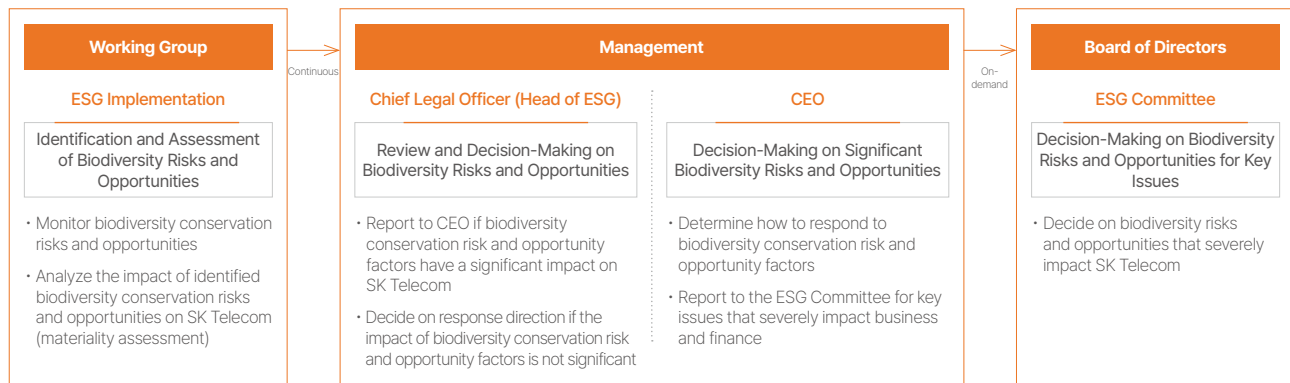 Working Group
Continuous
Management
On-
demand
Board of Directors
ESG Implementation
Identification and Assessment
of Biodiversity Risks and
Opportunities
• Monitor biodiversity conservation
risks and opportunities
• Analyze the impact of identified
biodiversity conservation risks
and opportunities on SK Telecom
(materiality assessment)
Chief Legal Officer (Head of ESG)
Review and Decision-Making on
Biodiversity Risks and Opportunities
• Report to CEO if biodiversity
conservation risk and opportunity
factors have a significant impact on
SK Telecom
• Decide on response direction if the
impact of biodiversity conservation risk
and opportunity factors is not significant
CEO
Decision-Making on Significant
Biodiversity Risks and Opportunities
• Determine how to respond to
biodiversity conservation risk and
opportunity factors
• Report to the ESG Committee for key
issues that severely impact business
and finance
ESG Committee
Decision-Making on Biodiversity
Risks and Opportunities for Key
Issues
• Decide on biodiversity risks
and opportunities that severely
impact SK Telecom